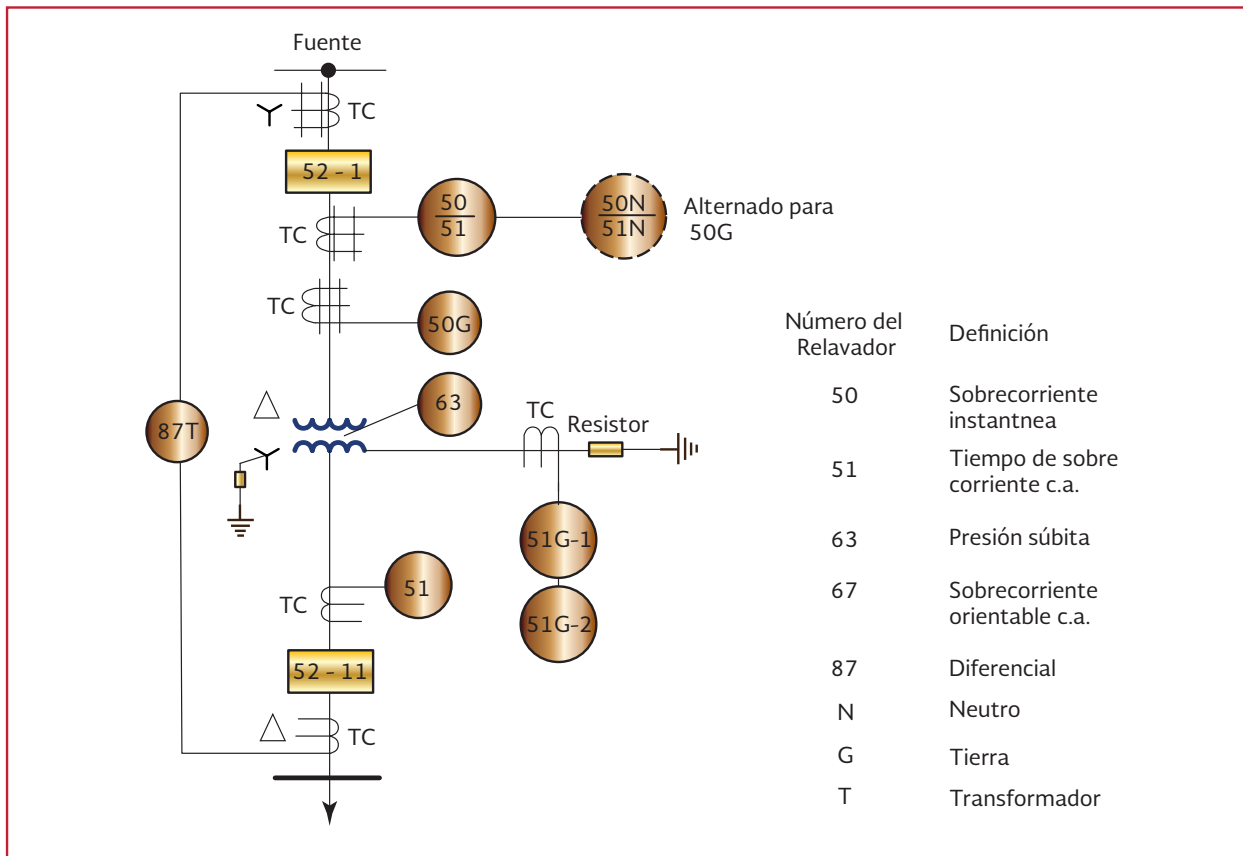 Fuente
TC
52 - 1
TC
50
51
50N
51N
Alternado para
50G
TC
50G
63
87T
TC
Resistor
51G-1
51G-2
TC
51
52 - 11
TC
Número del
Relavador
Definición
50
Sobrecorriente
instantnea
51
Tiempo de sobre
corriente c.a.
63
Presión súbita
67
Sobrecorriente
orientable c.a.
87
Diferencial
N
Neutro
G
Tierra
T
Transformador